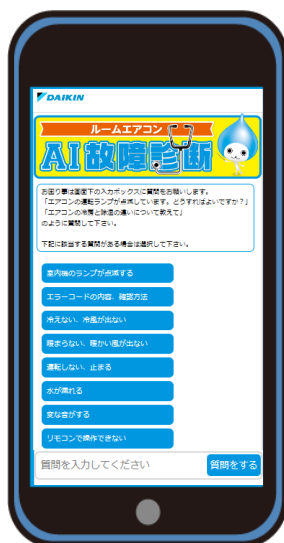 DAIKIN
ルームエアコン
AI故障診断
お困り事は画面下の入力ボックスに質問をお願いします。
「エアコンの運転ランプが点滅しています。どうすればよいですか？」
「エアコンの冷房と除湿の違いについて教えて」
のように質問して下さい。
下記に該当する質問がある場合は選択して下さい。
室内機のランプが点滅する
エラーコードの内容、確認方法
冷えない、冷風が出ない
暖まらない、暖かい風が出ない
運転しない、止まる
水が漏れる
変な音がする
リモコンで操作できない
質問を入力してください 質問をする